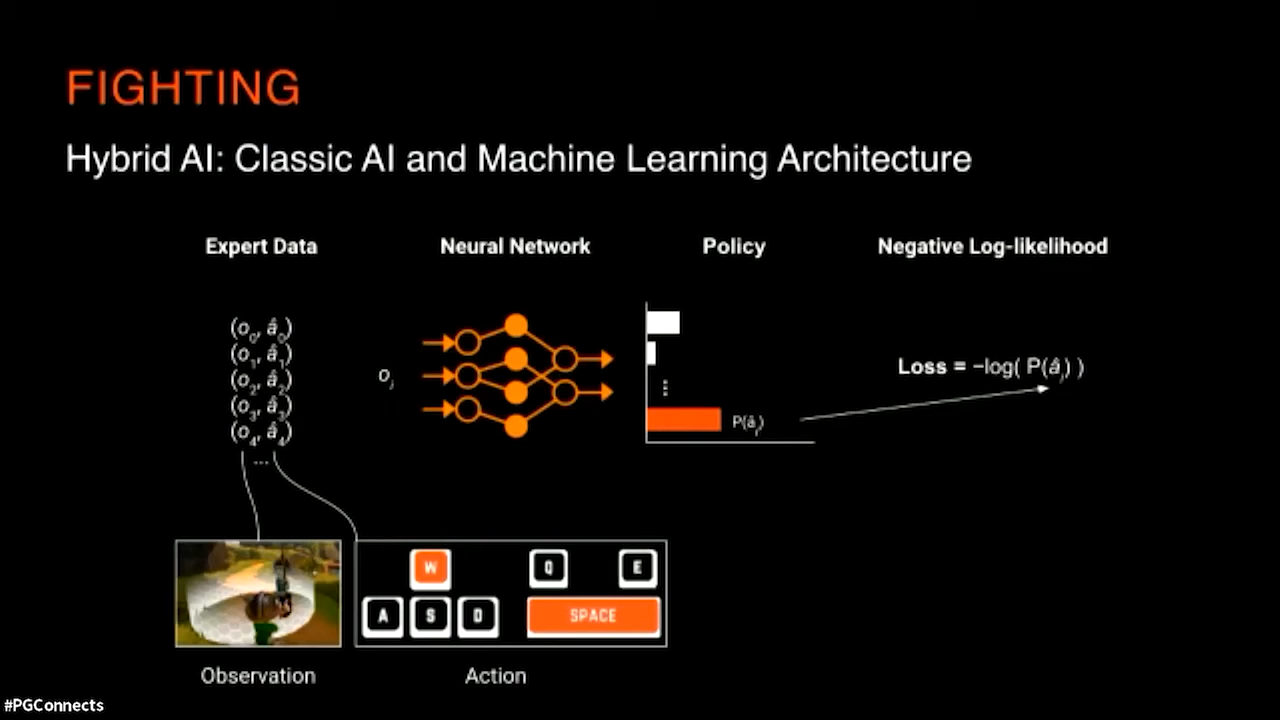 FIGHTING
Hybrid AI: Classic AI and Machine Learning Architecture
Expert Data
Neural Network
Policy
Negative Log-likelihood
(o₀, â₀)
(o₁, â₁)
(o₂, â₂)
(o₃, â₃)
(o₄, â₄)
...
oᵢ
⋮
P(âᵢ)
Loss = −log( P(âᵢ) )
W Q E
A S D SPACE
Observation
Action
#PGConnects